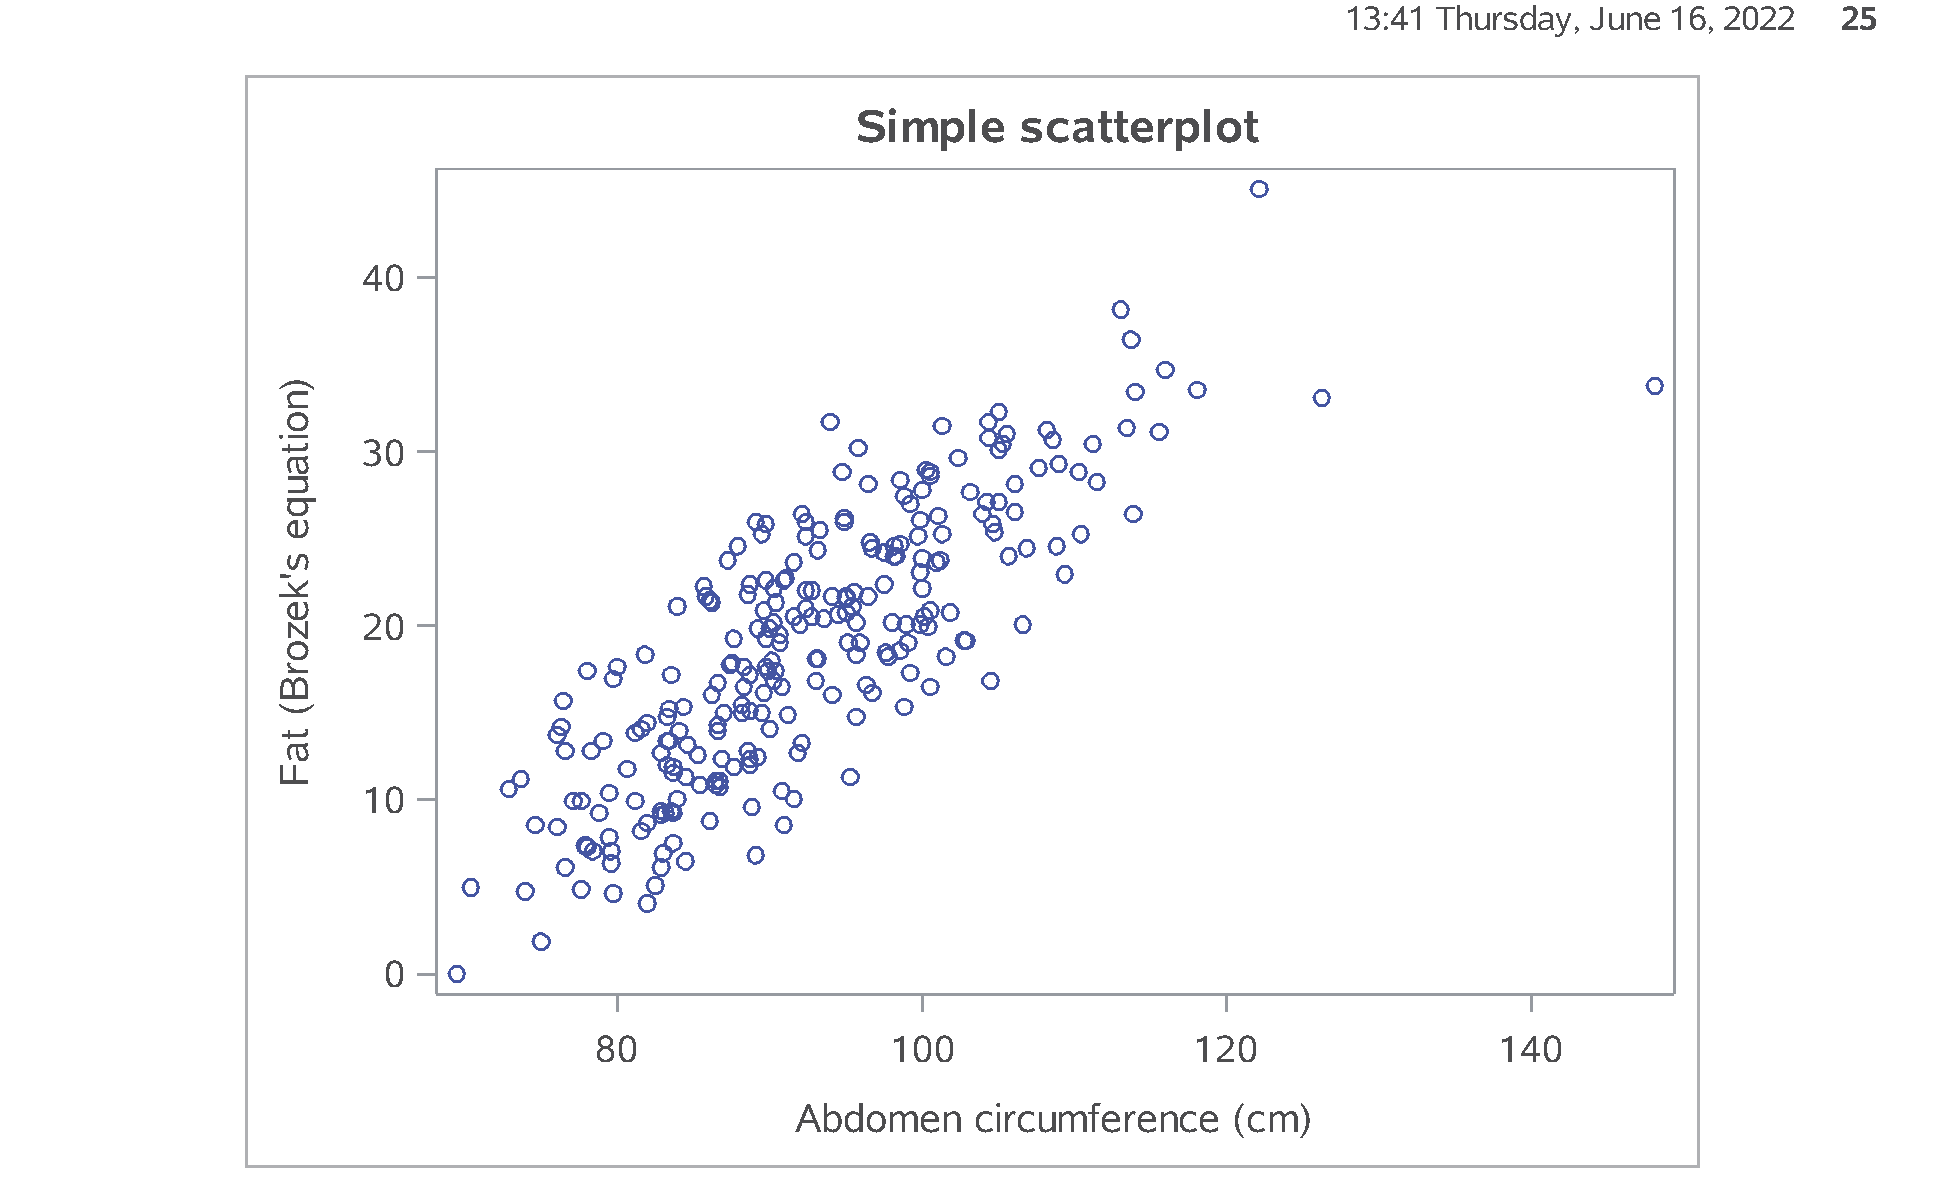 13:41 Thursday, June 16, 2022 25
Simple scatterplot
Fat (Brozek's equation)
40
30
20
10
0
80 100 120 140
Abdomen circumference (cm)